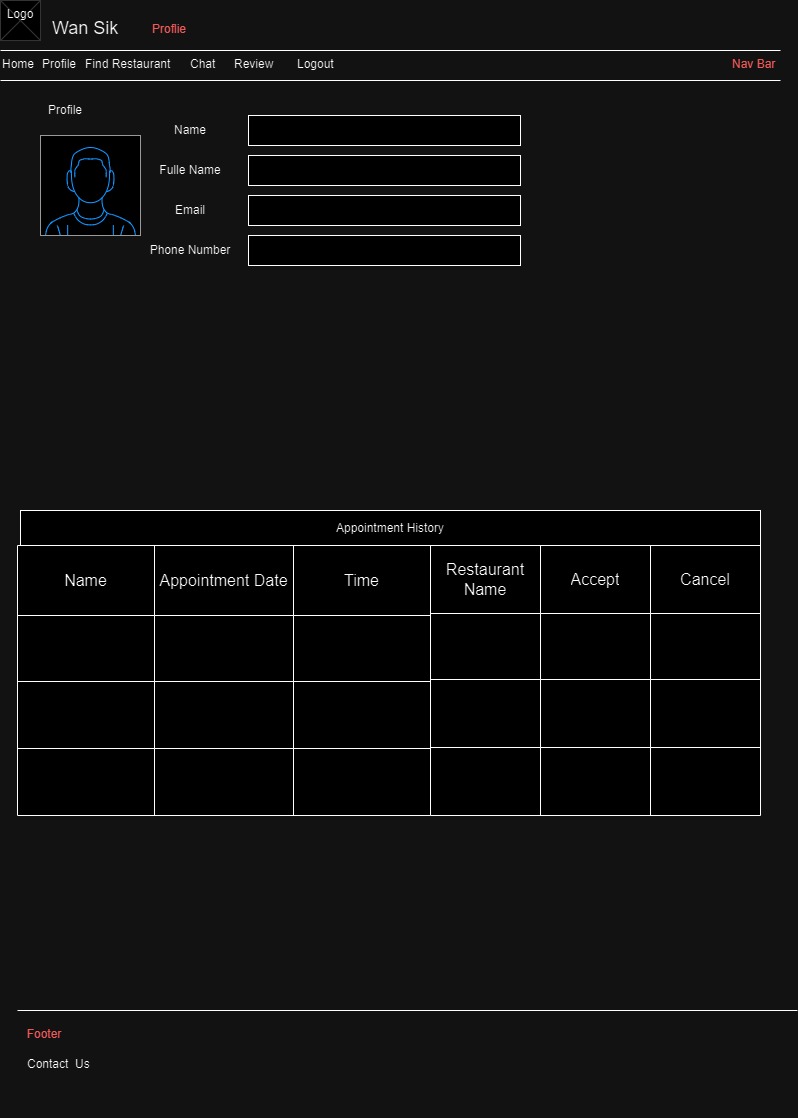 Logo
Wan Sik
Proflie
Home Profile Find Restaurant Chat Review Logout Nav Bar
Profile
Name
Fulle Name
Email
Phone Number
Appointment History
Name Appointment Date Time Restaurant Name Accept Cancel
Footer
Contact Us